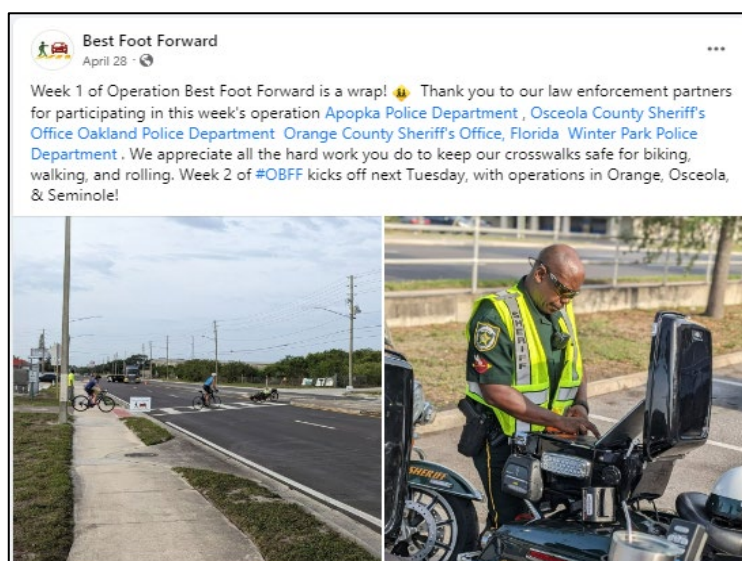 Best Foot Forward
April 28 ·
Week 1 of Operation Best Foot Forward is a wrap! Thank you to our law enforcement partners
for participating in this week's operation Apopka Police Department , Osceola County Sheriff's
Office Oakland Police Department Orange County Sheriff's Office, Florida Winter Park Police
Department . We appreciate all the hard work you do to keep our crosswalks safe for biking,
walking, and rolling. Week 2 of #OBFF kicks off next Tuesday, with operations in Orange, Osceola,
& Seminole!
SHERIFF
SHERIFF